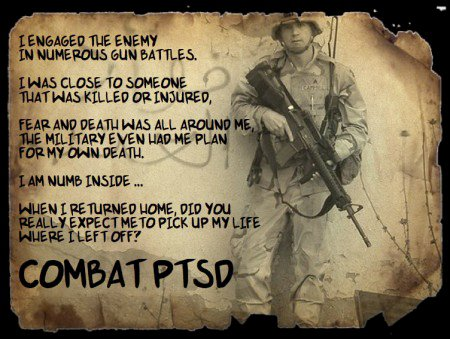 I ENGAGED THE ENEMY
IN NUMEROUS GUN BATTLES.
I WAS CLOSE TO SOMEONE
THAT WAS KILLED OR INJURED,
FEAR AND DEATH WAS ALL AROUND ME,
THE MILITARY EVEN HAD ME PLAN
FOR MY OWN DEATH.
I AM NUMB INSIDE ...
WHEN I RETURNED HOME, DID YOU
REALLY EXPECT ME TO PICK UP MY LIFE
WHERE I LEFT OFF?
COMBAT PTSD